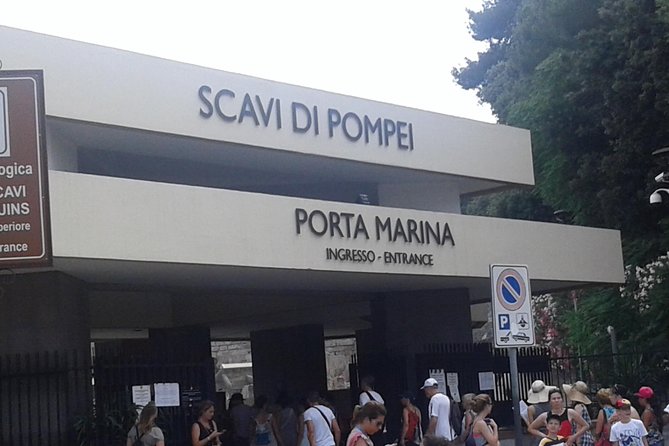 SCAVI DI POMPEI
PORTA MARINA
INGRESSO - ENTRANCE
ogica
CAVI
UINS
periore
rance
P